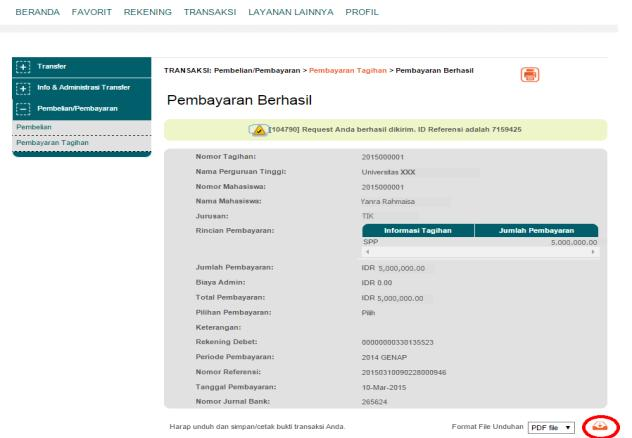 BERANDA FAVORIT REKENING TRANSAKSI LAYANAN LAINNYA PROFIL
Transfer
Info & Administrasi Transfer
Pembelian/Pembayaran
Pembelian
Pembayaran Tagihan
TRANSAKSI: Pembelian/Pembayaran > Pembayaran Tagihan > Pembayaran Berhasil
Pembayaran Berhasil
[104790] Request Anda berhasil dikirim. ID Referensi adalah 7159425
Nomor Tagihan: 2015000001
Nama Perguruan Tinggi: Universitas XXX
Nomor Mahasiswa: 2015000001
Nama Mahasiswa: Yanra Rahmaisa
Jurusan: TIK
Rincian Pembayaran: Informasi Tagihan Jumlah Pembayaran
SPP 5.000.000.00
Jumlah Pembayaran: IDR 5,000,000.00
Biaya Admin: IDR 0.00
Total Pembayaran: IDR 5,000,000.00
Pilihan Pembayaran: Pilih
Keterangan:
Rekening Debet: 00000000330135523
Periode Pembayaran: 2014 GENAP
Nomor Referensi: 20150310090228000946
Tanggal Pembayaran: 10-Mar-2015
Nomor Jurnal Bank: 265624
Harap unduh dan simpan/cetak bukti transaksi Anda. Format File Unduhan PDF file